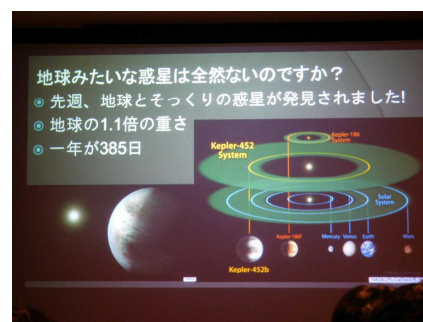 地球みたいな惑星は全然ないのですか？
◉ 先週、地球とそっくりの惑星が発見されました!
◉ 地球の1.1倍の重さ
◉ 一年が385日
Kepler-186
System
Kepler-452
System
Solar
System
Kepler-186f
Mercury
Venus
Earth
Mars
Kepler-452b